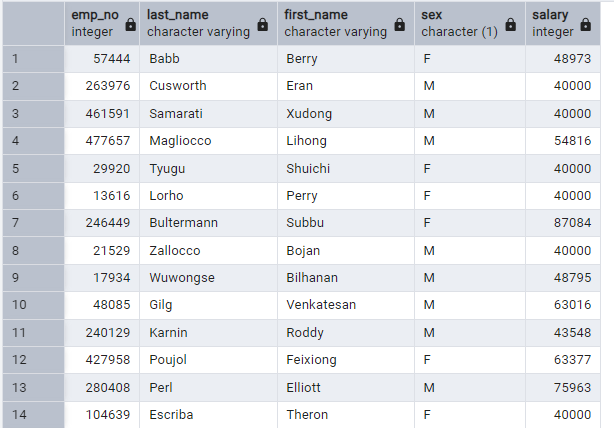 emp_no last_name first_name sex salary
integer character varying character varying character (1) integer
1 57444 Babb Berry F 48973
2 263976 Cusworth Eran M 40000
3 461591 Samarati Xudong M 40000
4 477657 Magliocco Lihong M 54816
5 29920 Tyugu Shuichi F 40000
6 13616 Lorho Perry F 40000
7 246449 Bultermann Subbu F 87084
8 21529 Zallocco Bojan M 40000
9 17934 Wuwongse Bilhanan M 48795
10 48085 Gilg Venkatesan M 63016
11 240129 Karnin Roddy M 43548
12 427958 Poujol Feixiong F 63377
13 280408 Perl Elliott M 75963
14 104639 Escriba Theron F 40000